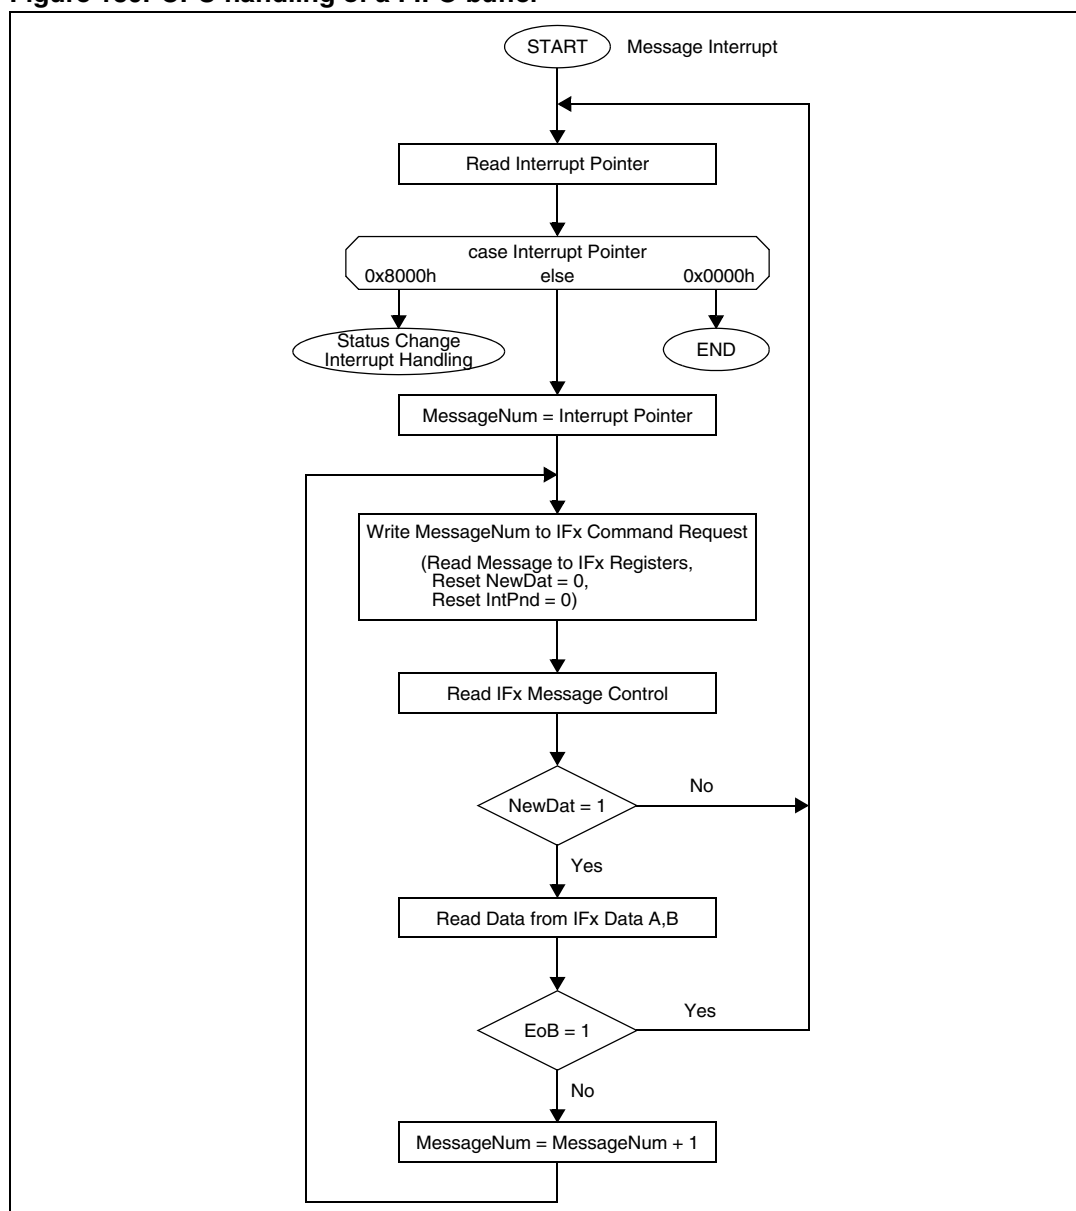 START Message Interrupt
Read Interrupt Pointer
case Interrupt Pointer
0x8000h else 0x0000h
Status Change
Interrupt Handling
END
MessageNum = Interrupt Pointer
Write MessageNum to IFx Command Request
(Read Message to IFx Registers,
Reset NewDat = 0,
Reset IntPnd = 0)
Read IFx Message Control
NewDat = 1
No
Yes
Read Data from IFx Data A,B
EoB = 1
Yes
No
MessageNum = MessageNum + 1